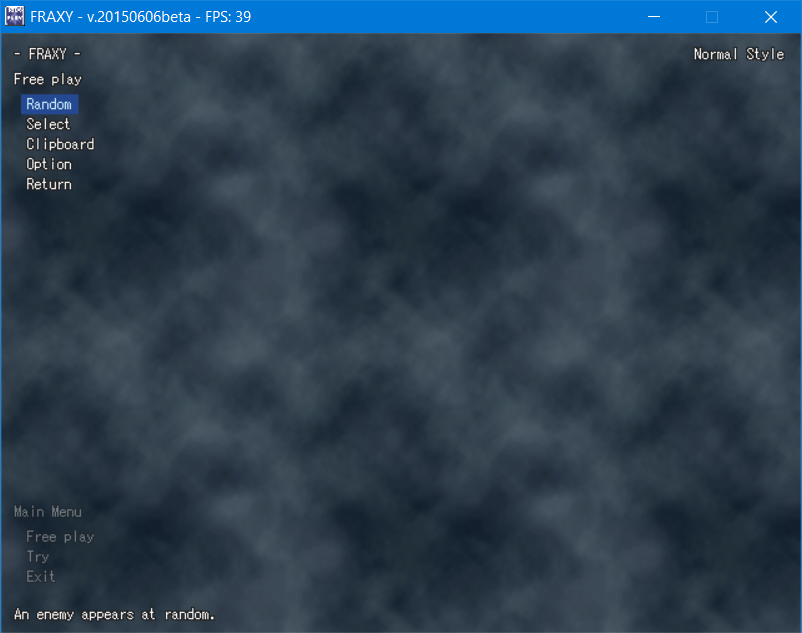 FRAXY - v.20150606beta - FPS: 39
- FRAXY -
Normal Style
Free play
Random
Select
Clipboard
Option
Return
Main Menu
Free play
Try
Exit
An enemy appears at random.